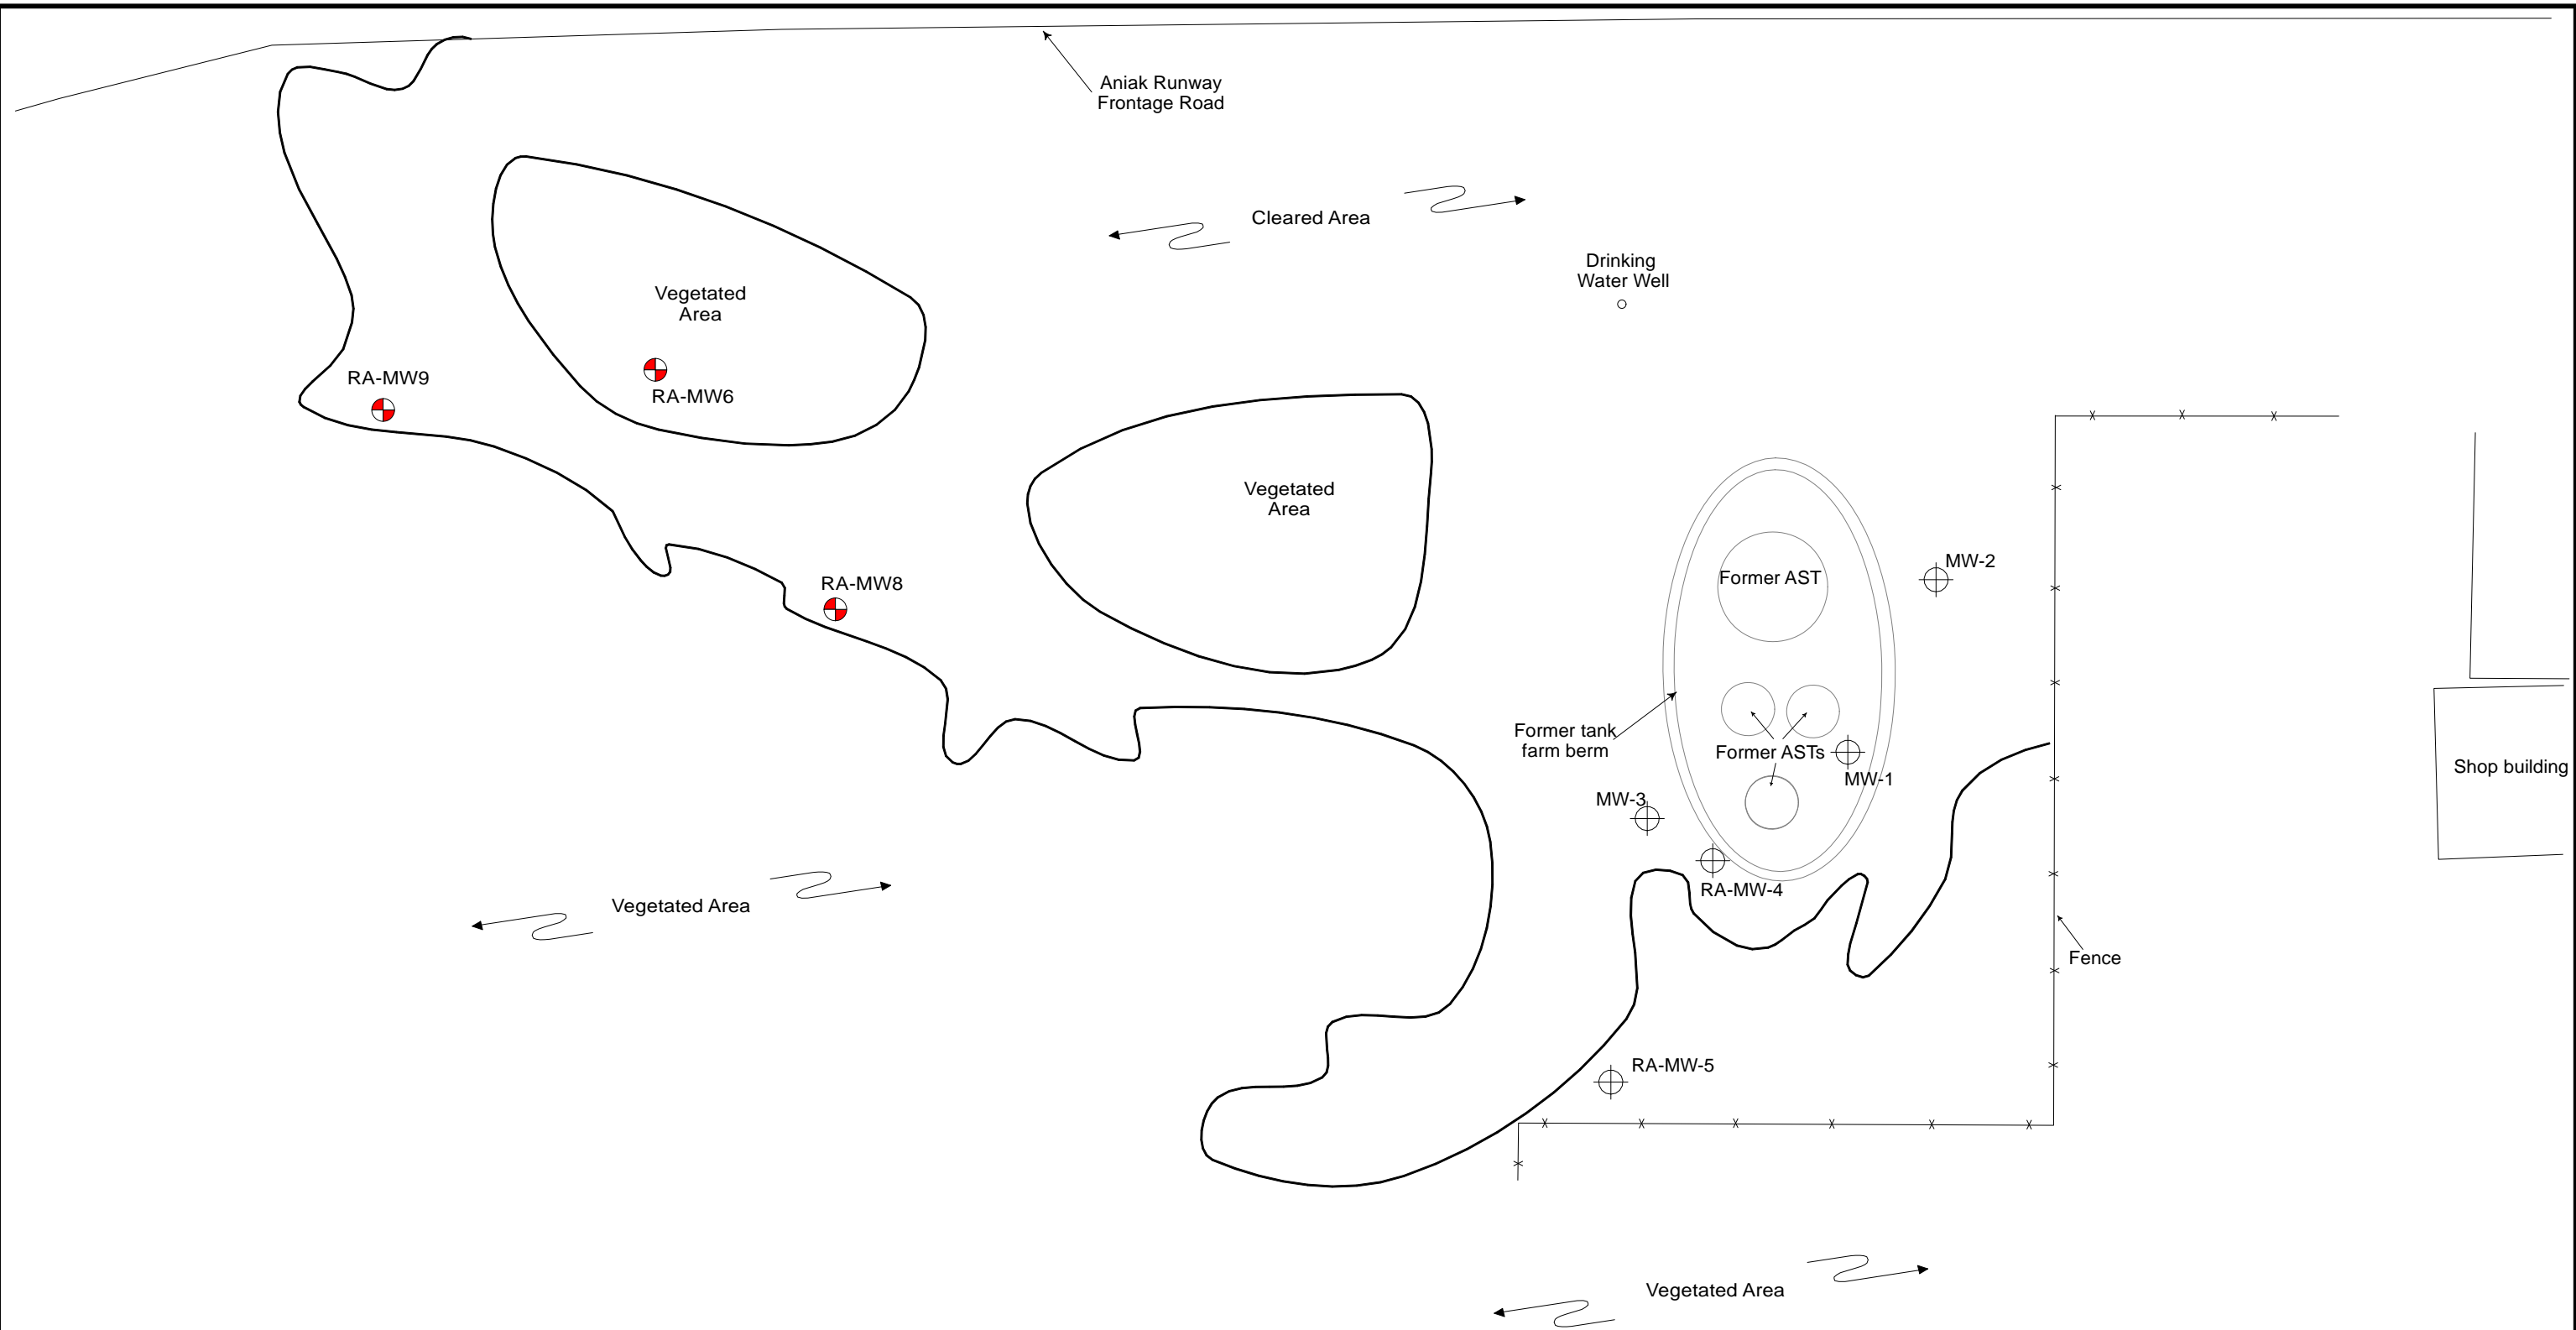 Aniak Runway
Frontage Road
Cleared Area
Drinking
Water Well
Vegetated
Area
RA-MW9
RA-MW6
Vegetated
Area
MW-2
Former AST
RA-MW8
Former tank
farm berm
Former ASTs
MW-1
Shop building
MW-3
RA-MW-4
Vegetated Area
Fence
RA-MW-5
Vegetated Area